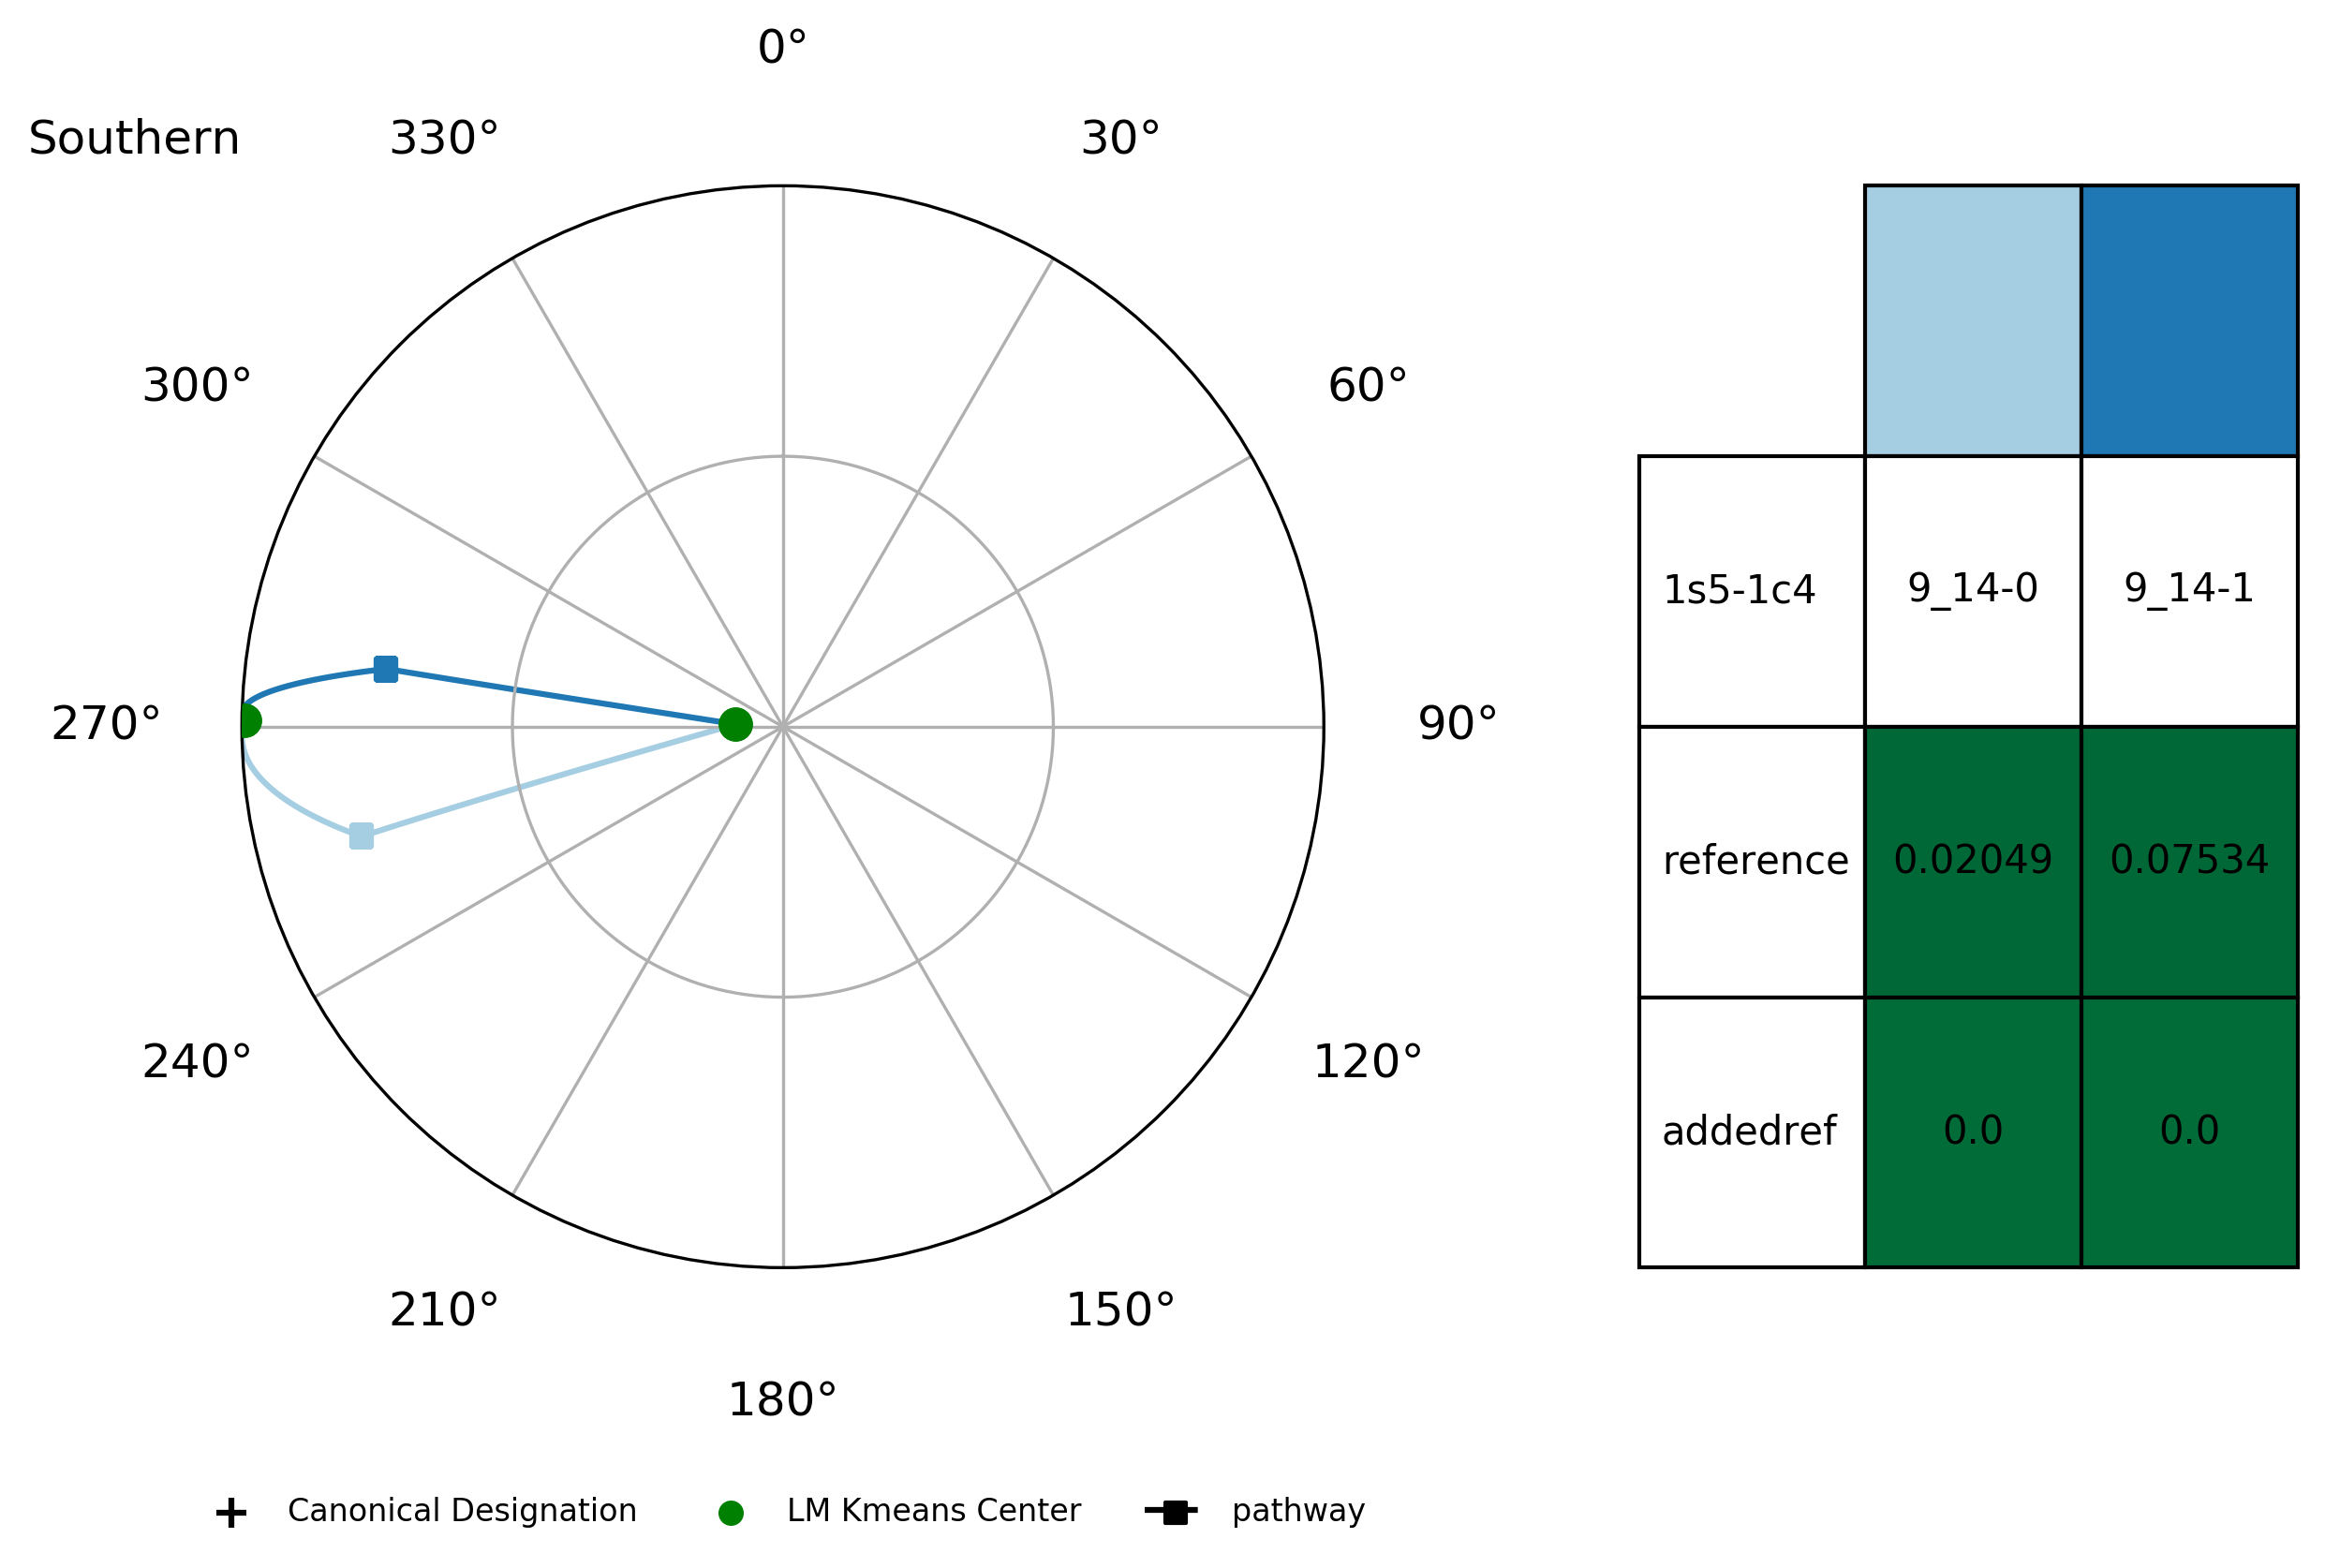 0°
Southern
330°
30°
300°
60°
270°
90°
240°
120°
210°
150°
180°
1s5-1c4 9_14-0 9_14-1
reference 0.02049 0.07534
addedref 0.0 0.0
Canonical Designation LM Kmeans Center pathway